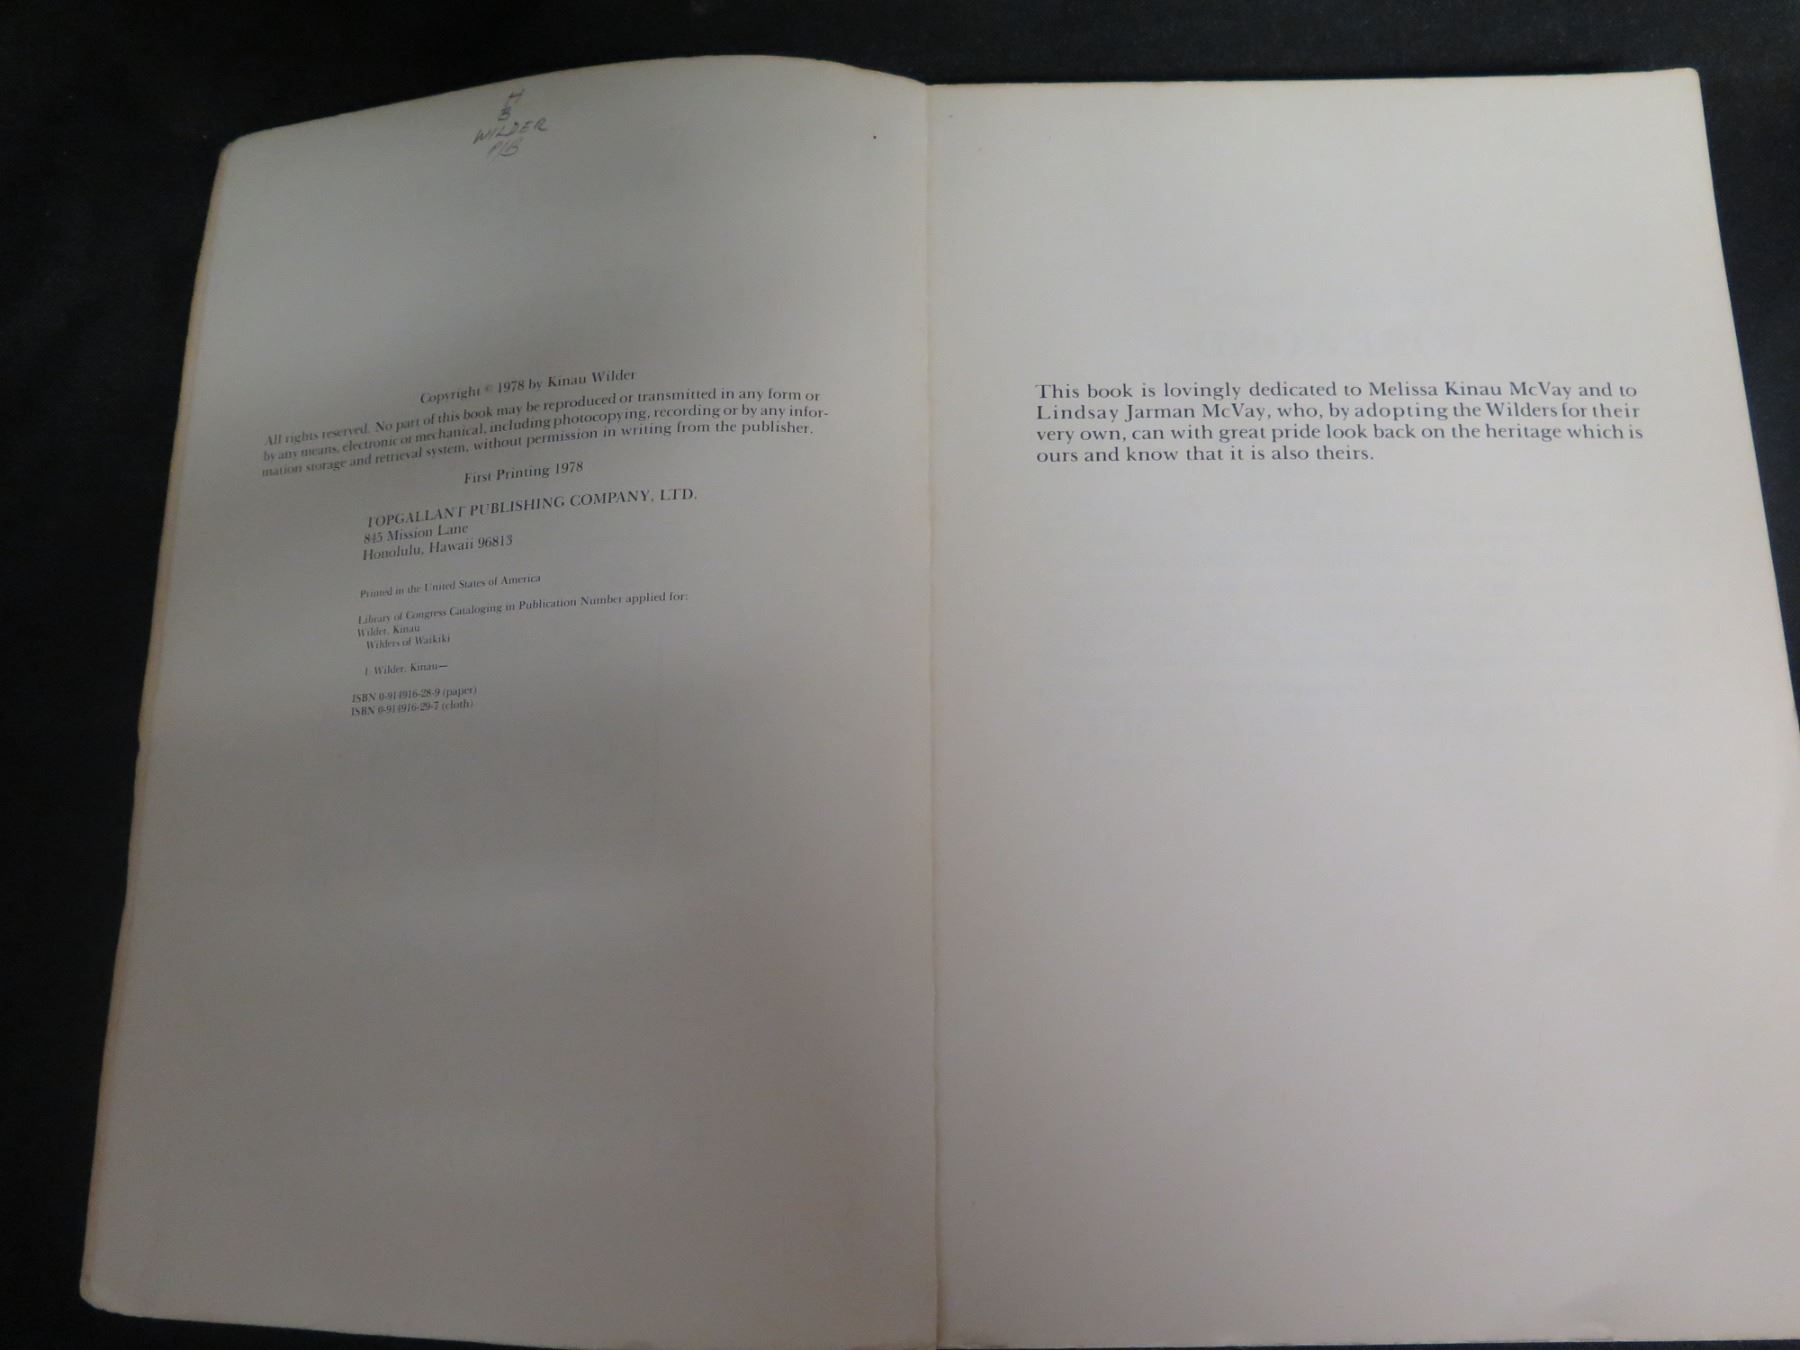 WILDER
P/B
Copyright © 1978 by Kinau Wilder
All rights reserved. No part of this book may be reproduced or transmitted in any form or
by any means, electronic or mechanical, including photocopying, recording or by any infor-
mation storage and retrieval system, without permission in writing from the publisher.
First Printing 1978
TOPGALLANT PUBLISHING COMPANY, LTD.
845 Mission Lane
Honolulu, Hawaii 96813
Printed in the United States of America
Library of Congress Cataloging in Publication Number applied for:
Wilder, Kinau
Wilders of Waikiki
1. Wilder, Kinau—
ISBN 0-914916-28-9 (paper)
ISBN 0-914916-29-7 (cloth)
This book is lovingly dedicated to Melissa Kinau McVay and to
Lindsay Jarman McVay, who, by adopting the Wilders for their
very own, can with great pride look back on the heritage which is
ours and know that it is also theirs.